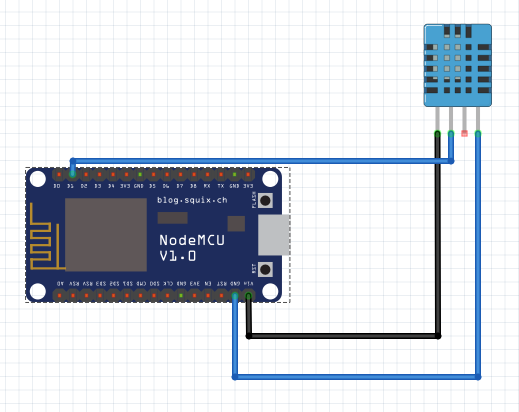 D0 D1 D2 D3 D4 3V3 GND D5 D6 D7 D8 RX TX GND 3V3
blog.squix.ch
FLASH
NodeMCU
V1.0
RST
A0 RSV RSV SD3 SD2 SD1 CMD SD0 CLK GND 3V3 EN RST GND Vin